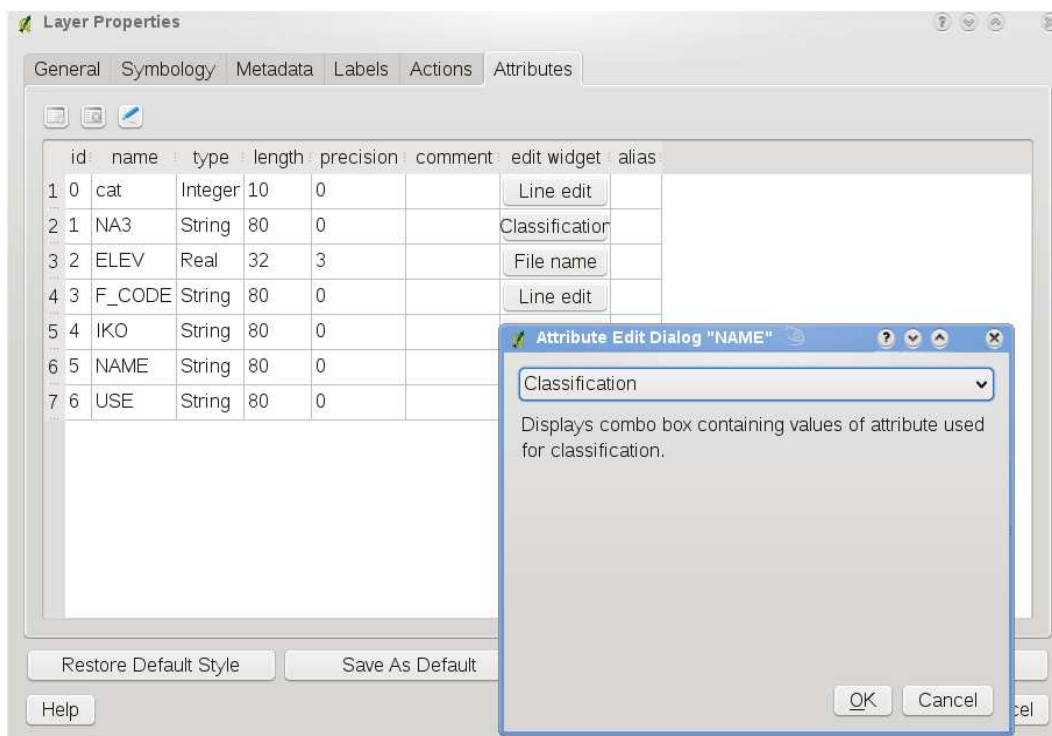 Layer Properties
General Symbology Metadata Labels Actions Attributes
id name type length precision comment edit widget alias
1 0 cat Integer 10 0 Line edit
2 1 NA3 String 80 0 Classification
3 2 ELEV Real 32 3 File name
4 3 F_CODE String 80 0 Line edit
5 4 IKO String 80 0
6 5 NAME String 80 0
7 6 USE String 80 0
Attribute Edit Dialog "NAME"
Classification
Displays combo box containing values of attribute used
for classification.
OK Cancel
Restore Default Style Save As Default
Help cel